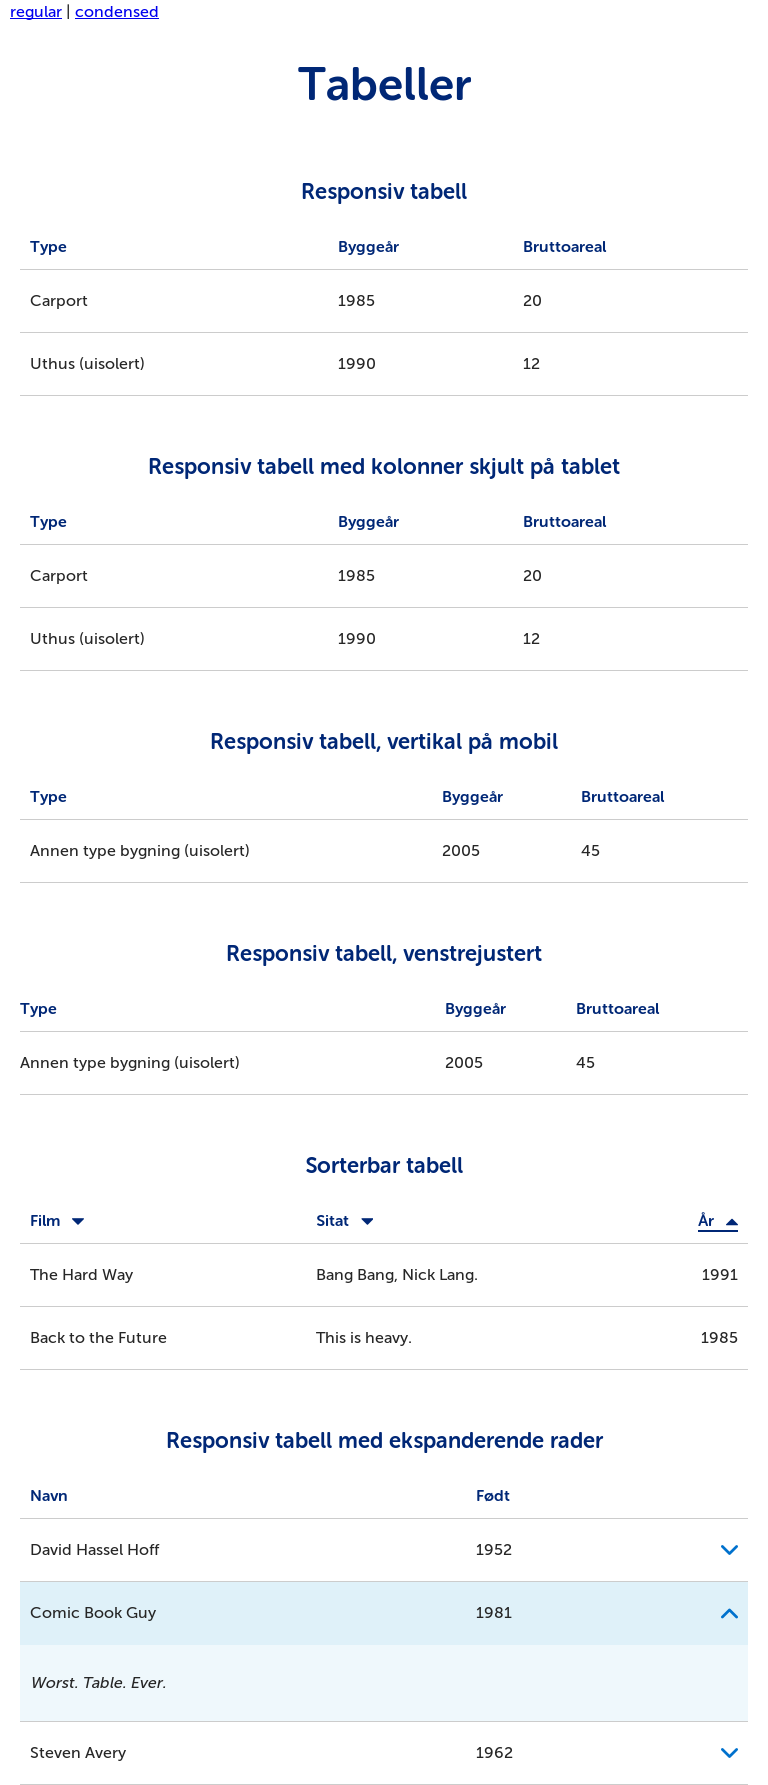 regular | condensed
Tabeller
Responsiv tabell
Type Byggeår Bruttoareal
Carport 1985 20
Uthus (uisolert) 1990 12
Responsiv tabell med kolonner skjult på tablet
Type Byggeår Bruttoareal
Carport 1985 20
Uthus (uisolert) 1990 12
Responsiv tabell, vertikal på mobil
Type Byggeår Bruttoareal
Annen type bygning (uisolert) 2005 45
Responsiv tabell, venstrejustert
Type Byggeår Bruttoareal
Annen type bygning (uisolert) 2005 45
Sorterbar tabell
Film Sitat År
The Hard Way Bang Bang, Nick Lang. 1991
Back to the Future This is heavy. 1985
Responsiv tabell med ekspanderende rader
Navn Født
David Hassel Hoff 1952
Comic Book Guy 1981
Worst. Table. Ever.
Steven Avery 1962